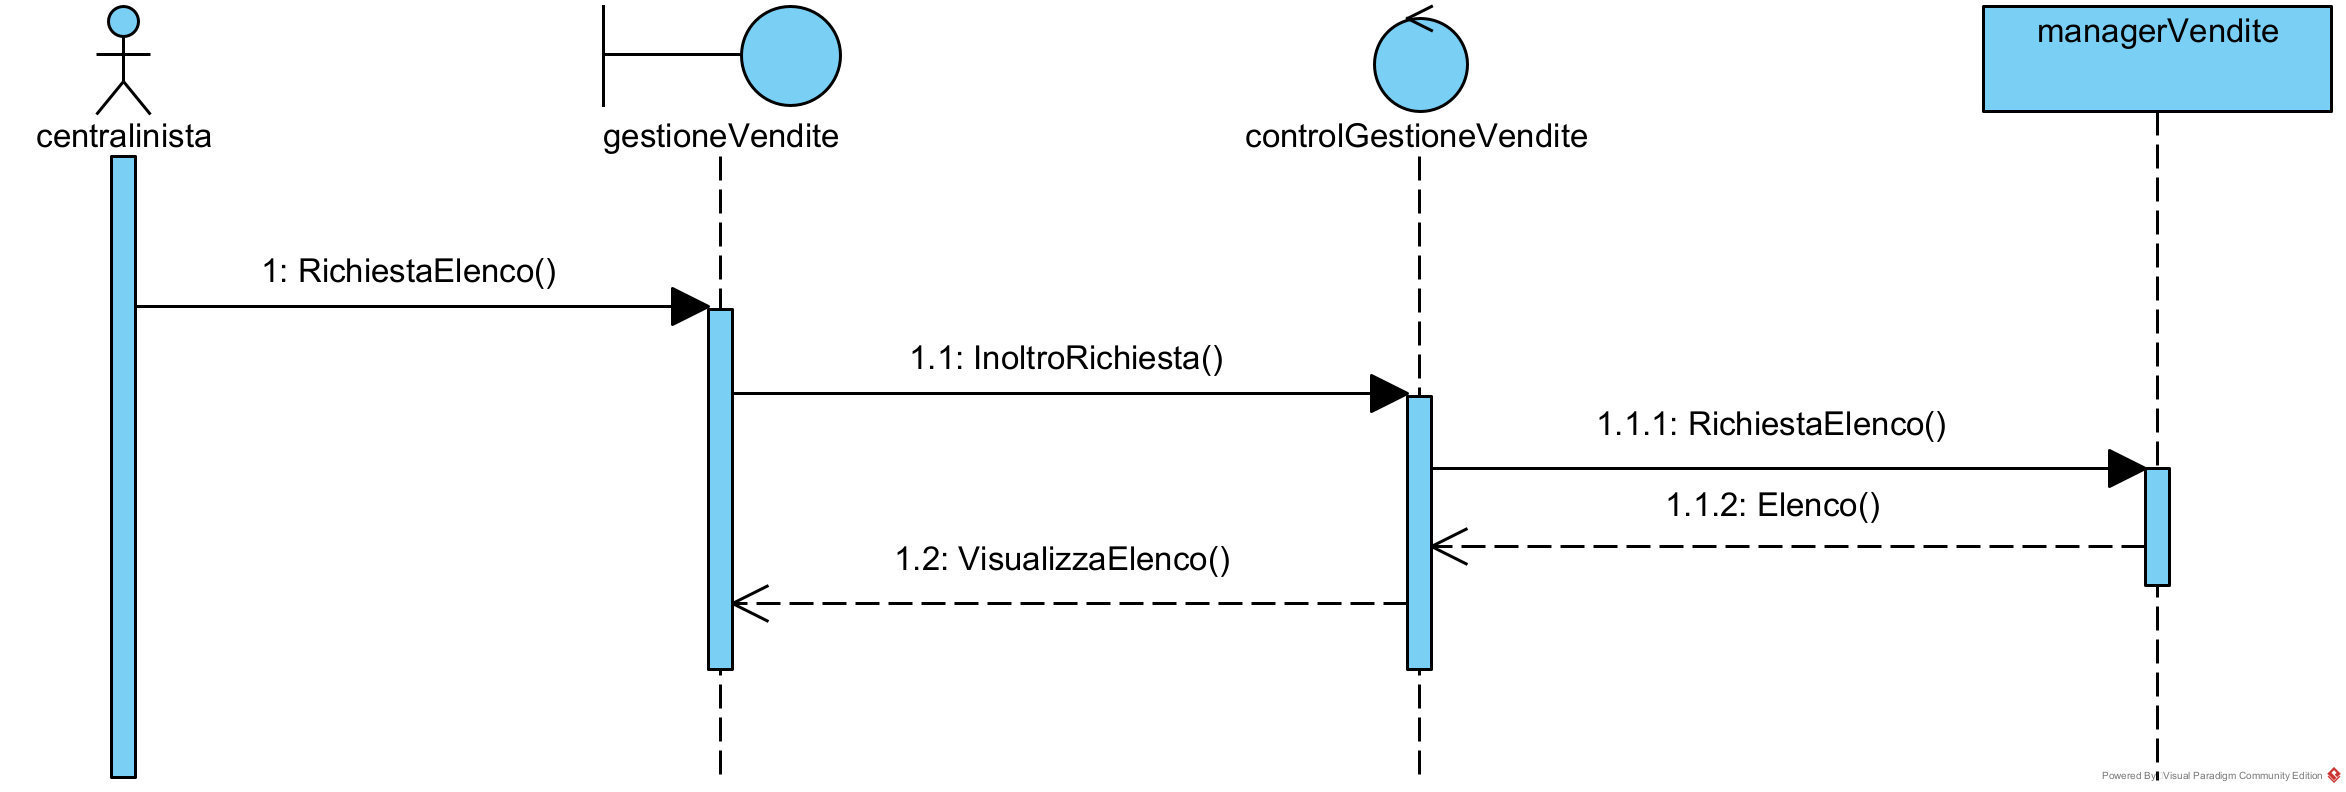 managerVendite
centralinista
gestioneVendite
controlGestioneVendite
1: RichiestaElenco()
1.1: InoltroRichiesta()
1.1.1: RichiestaElenco()
1.1.2: Elenco()
1.2: VisualizzaElenco()
Powered By Visual Paradigm Community Edition